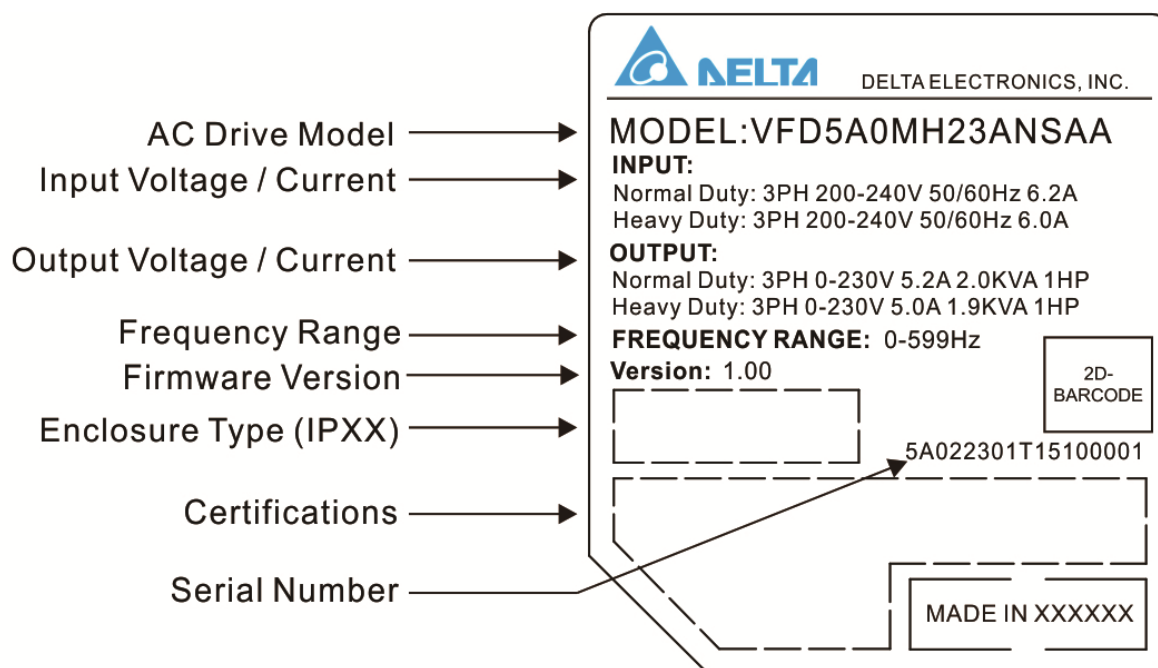 DELTA
DELTA ELECTRONICS, INC.
AC Drive Model
MODEL:VFD5A0MH23ANSAA
Input Voltage / Current
INPUT:
Normal Duty: 3PH 200-240V 50/60Hz 6.2A
Heavy Duty: 3PH 200-240V 50/60Hz 6.0A
Output Voltage / Current
OUTPUT:
Normal Duty: 3PH 0-230V 5.2A 2.0KVA 1HP
Heavy Duty: 3PH 0-230V 5.0A 1.9KVA 1HP
Frequency Range
FREQUENCY RANGE: 0-599Hz
Firmware Version
Version: 1.00
2D-
BARCODE
Enclosure Type (IPXX)
5A022301T15100001
Certifications
Serial Number
MADE IN XXXXXX